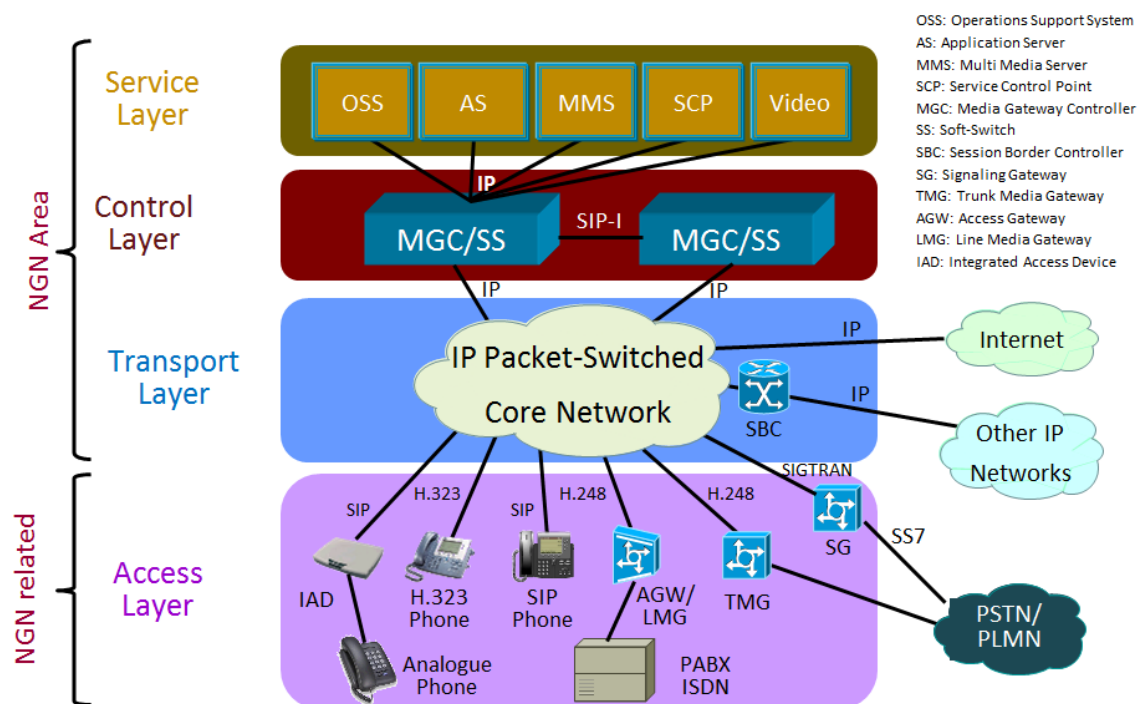 OSS: Operations Support System
AS: Application Server
MMS: Multi Media Server
SCP: Service Control Point
MGC: Media Gateway Controller
SS: Soft-Switch
SBC: Session Border Controller
SG: Signaling Gateway
TMG: Trunk Media Gateway
AGW: Access Gateway
LMG: Line Media Gateway
IAD: Integrated Access Device
NGN Area
Service
Layer
OSS
AS
MMS
SCP
Video
IP
Control
Layer
MGC/SS
SIP-I
MGC/SS
IP
IP
Transport
Layer
IP Packet-Switched
Core Network
IP
Internet
SBC
IP
Other IP
Networks
NGN related
Access
Layer
SIP
H.323
SIP
H.248
H.248
SIGTRAN
SG
SS7
IAD
H.323
Phone
SIP
Phone
AGW/
LMG
TMG
PSTN/
PLMN
Analogue
Phone
PABX
ISDN